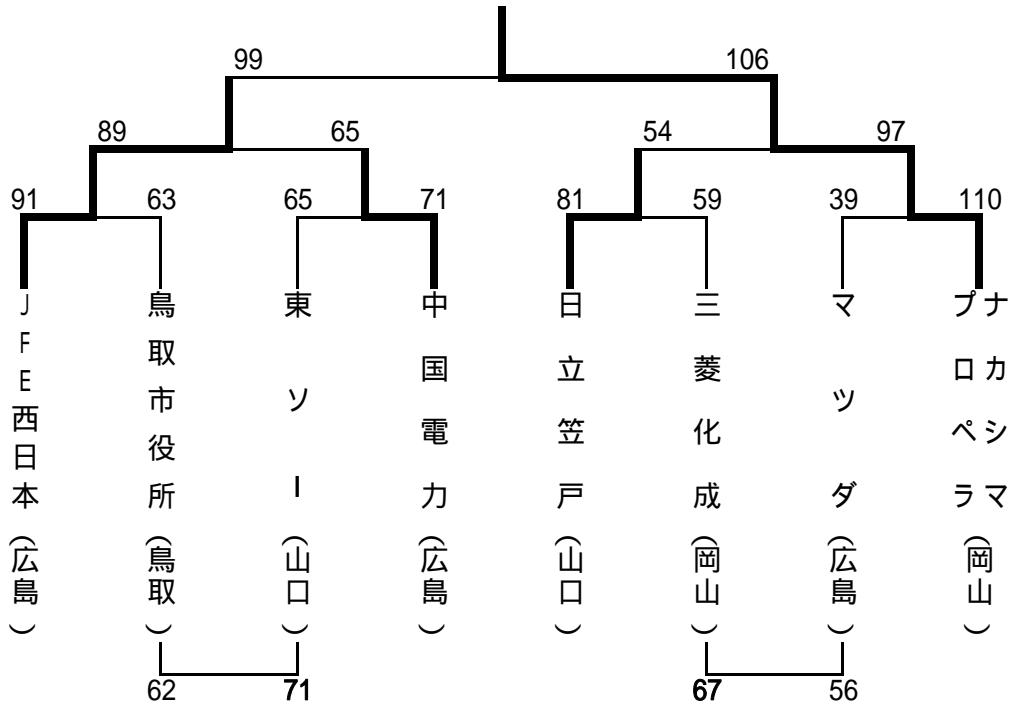 99 106
89 65 54 97
91 63 65 71 81 59 39 110
JFE西日本(広島)
鳥取市役所(鳥取)
東ソー(山口)
中国電力(広島)
日立笠戸(山口)
三菱化成(岡山)
マツダ(広島)
ナカシマ
プロペラ(岡山)
62 71 67 56